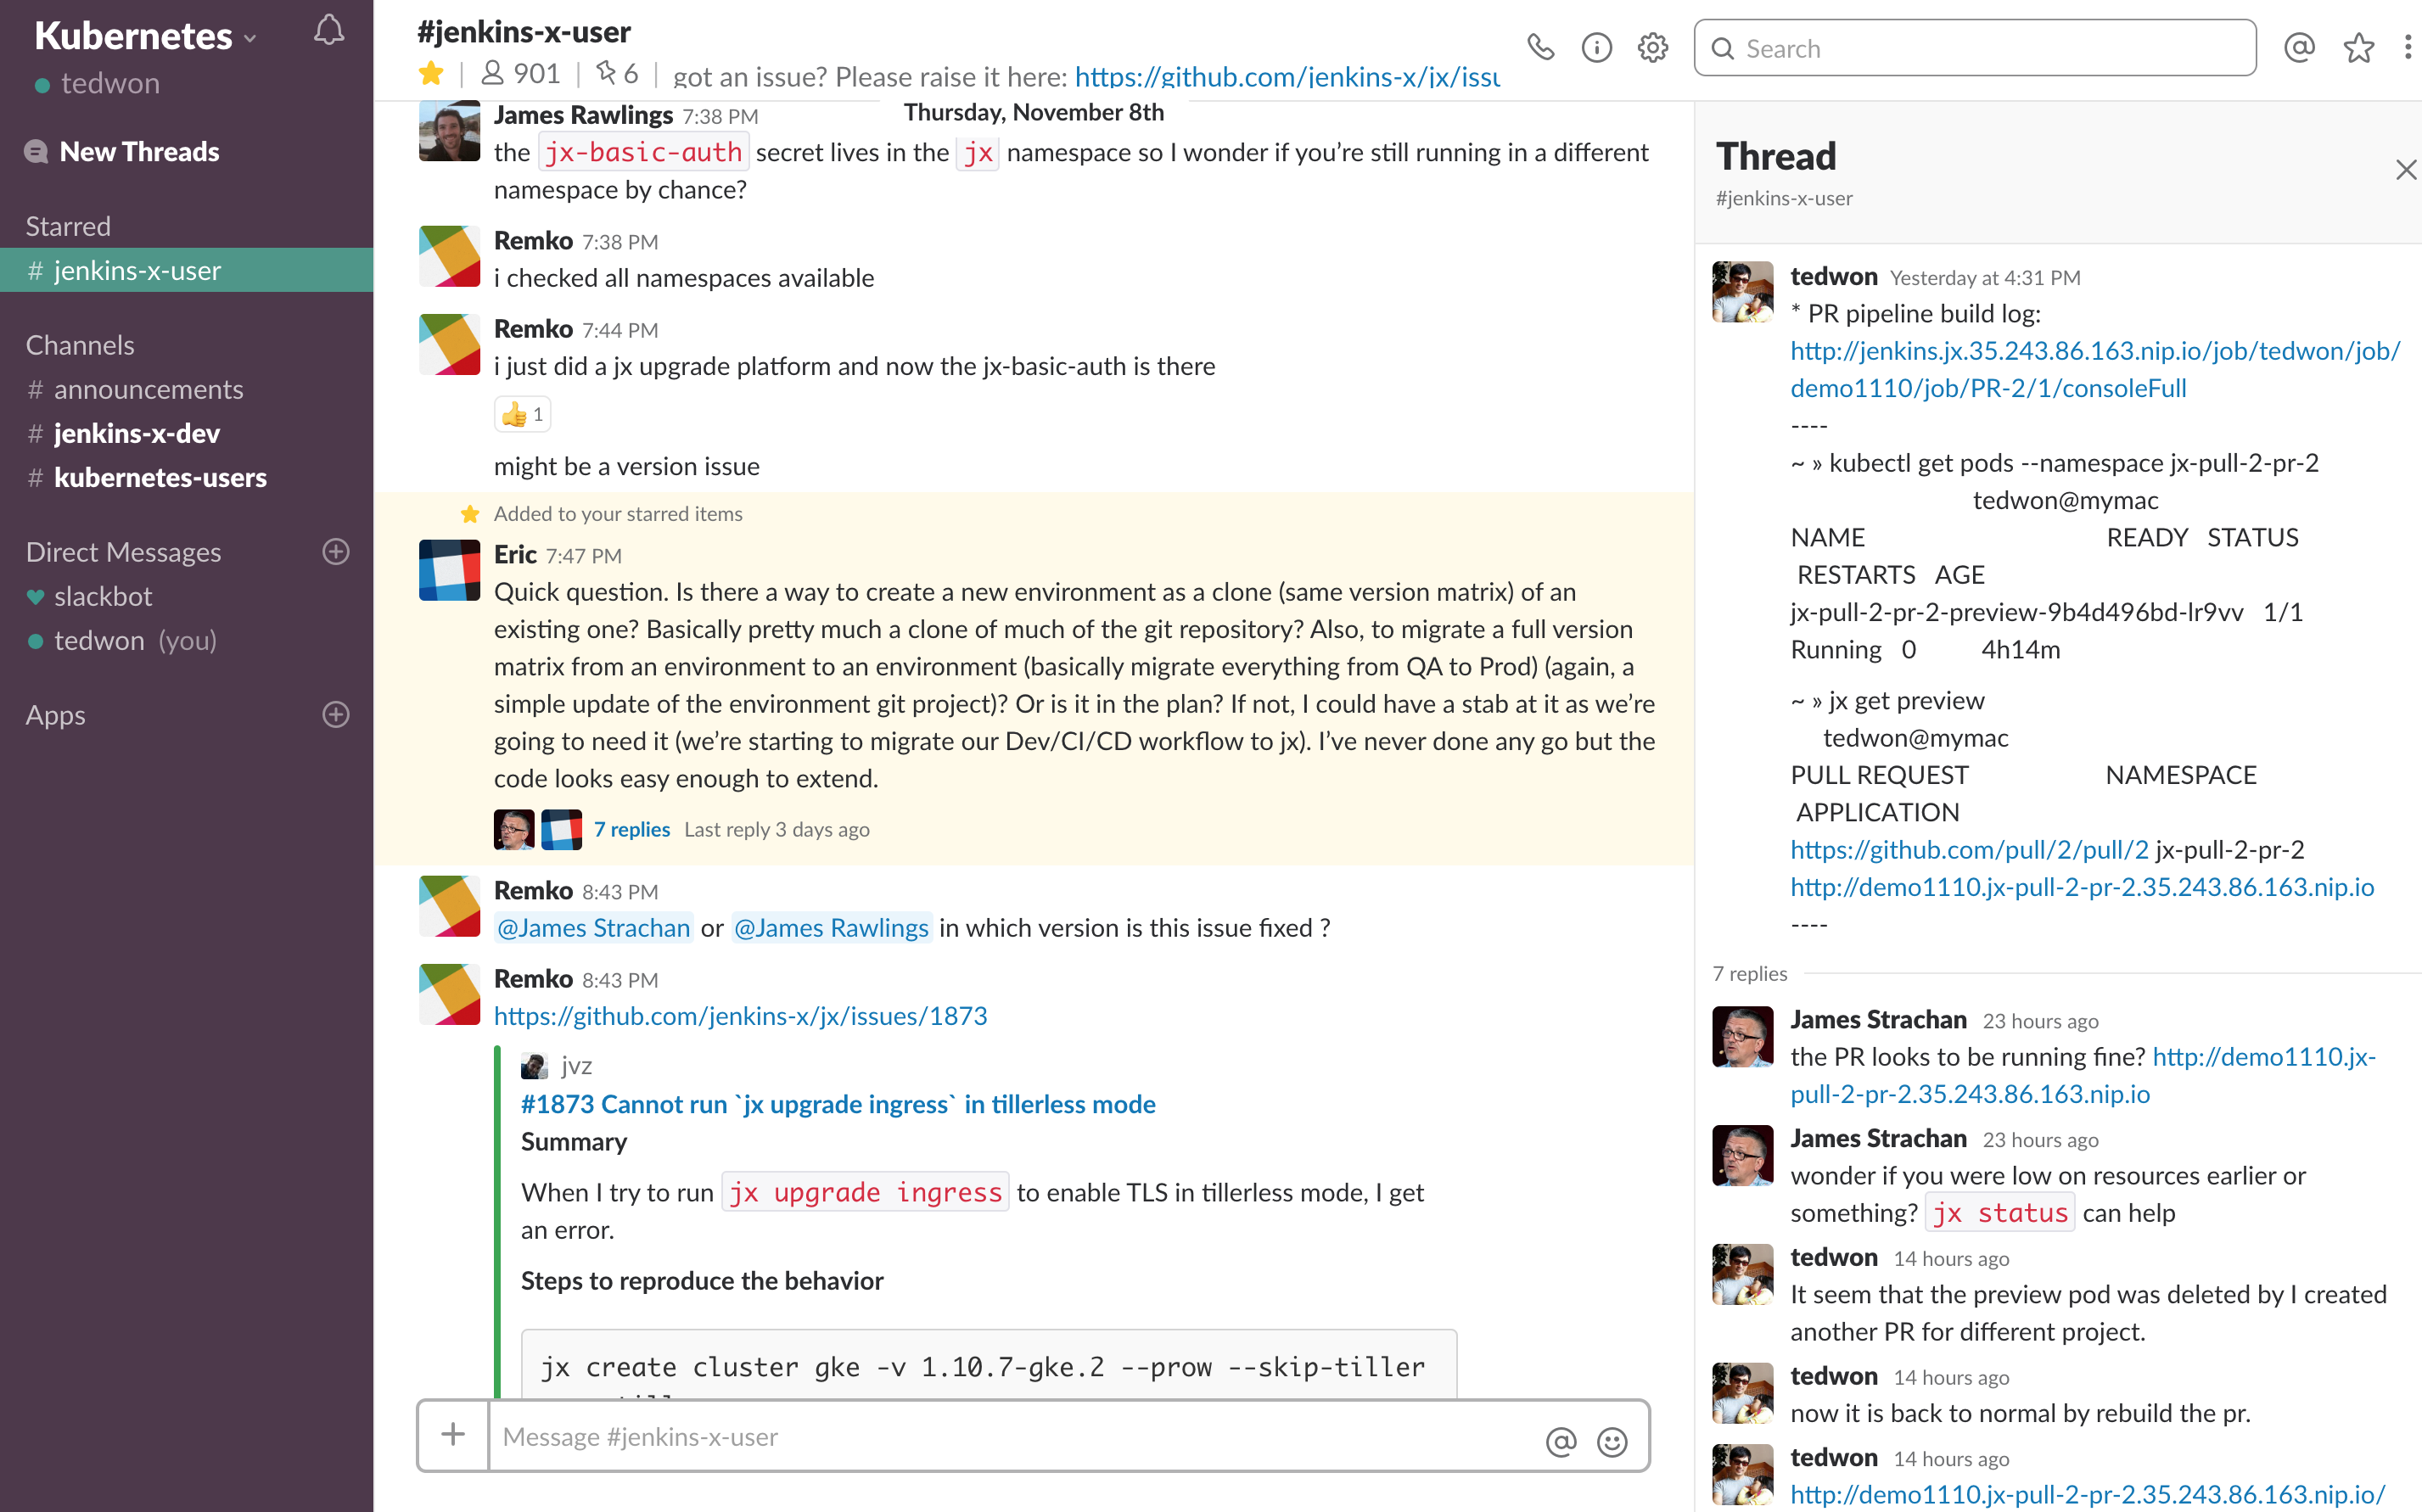 Kubernetes
tedwon
New Threads
Starred
# jenkins-x-user
Channels
# announcements
# jenkins-x-dev
# kubernetes-users
Direct Messages
slackbot
tedwon (you)
Apps
#jenkins-x-user
901 | 6 | got an issue? Please raise it here: https://github.com/jenkins-x/jx/issu
Search
Thursday, November 8th
James Rawlings 7:38 PM
the jx-basic-auth secret lives in the jx namespace so I wonder if you’re still running in a different
namespace by chance?
Remko 7:38 PM
i checked all namespaces available
Remko 7:44 PM
i just did a jx upgrade platform and now the jx-basic-auth is there
1
might be a version issue
Added to your starred items
Eric 7:47 PM
Quick question. Is there a way to create a new environment as a clone (same version matrix) of an
existing one? Basically pretty much a clone of much of the git repository? Also, to migrate a full version
matrix from an environment to an environment (basically migrate everything from QA to Prod) (again, a
simple update of the environment git project)? Or is it in the plan? If not, I could have a stab at it as we’re
going to need it (we’re starting to migrate our Dev/CI/CD workflow to jx). I’ve never done any go but the
code looks easy enough to extend.
7 replies Last reply 3 days ago
Remko 8:43 PM
@James Strachan or @James Rawlings in which version is this issue fixed ?
Remko 8:43 PM
https://github.com/jenkins-x/jx/issues/1873
jvz
#1873 Cannot run `jx upgrade ingress` in tillerless mode
Summary
When I try to run jx upgrade ingress to enable TLS in tillerless mode, I get
an error.
Steps to reproduce the behavior
jx create cluster gke -v 1.10.7-gke.2 --prow --skip-tiller
Message #jenkins-x-user
Thread
#jenkins-x-user
tedwon Yesterday at 4:31 PM
* PR pipeline build log:
http://jenkins.jx.35.243.86.163.nip.io/job/tedwon/job/
demo1110/job/PR-2/1/consoleFull
----
~ » kubectl get pods --namespace jx-pull-2-pr-2
tedwon@mymac
NAME READY STATUS
RESTARTS AGE
jx-pull-2-pr-2-preview-9b4d496bd-lr9vv 1/1
Running 0 4h14m
~ » jx get preview
tedwon@mymac
PULL REQUEST NAMESPACE
APPLICATION
https://github.com/pull/2/pull/2 jx-pull-2-pr-2
http://demo1110.jx-pull-2-pr-2.35.243.86.163.nip.io
----
7 replies
James Strachan 23 hours ago
the PR looks to be running fine? http://demo1110.jx-
pull-2-pr-2.35.243.86.163.nip.io
James Strachan 23 hours ago
wonder if you were low on resources earlier or
something? jx status can help
tedwon 14 hours ago
It seem that the preview pod was deleted by I created
another PR for different project.
tedwon 14 hours ago
now it is back to normal by rebuild the pr.
tedwon 14 hours ago
http://demo1110.jx-pull-2-pr-2.35.243.86.163.nip.io/